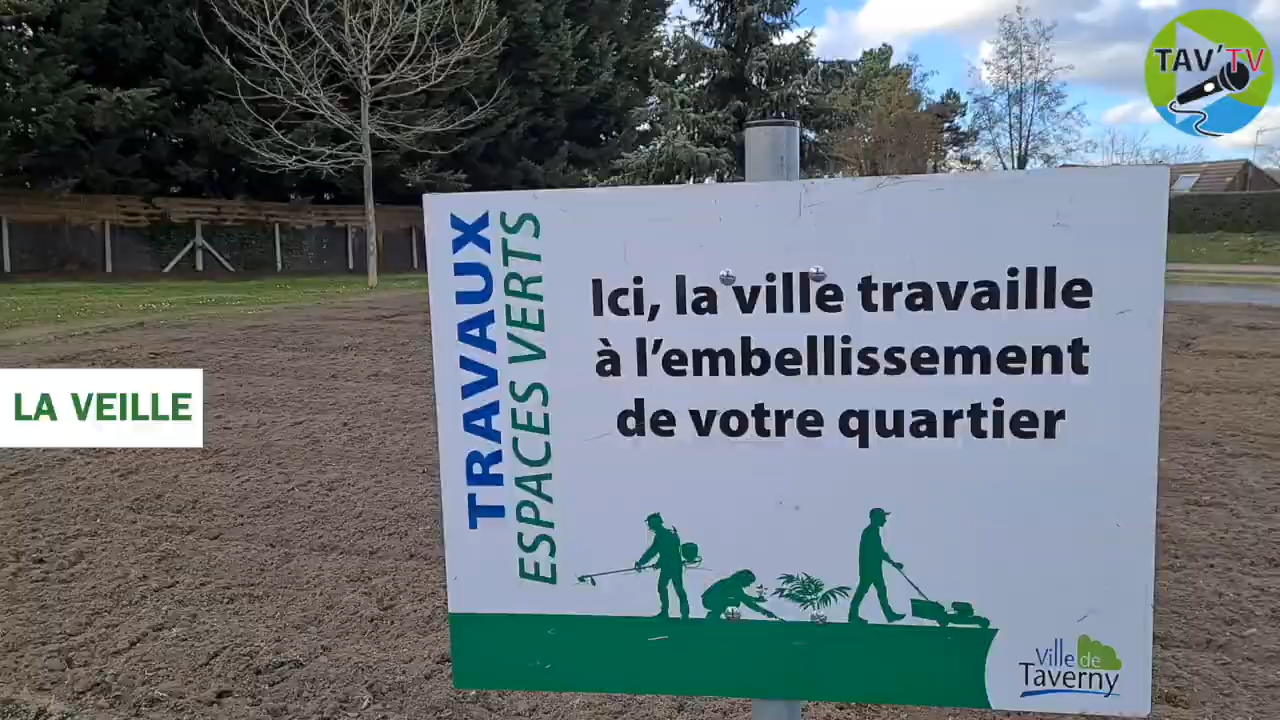 TAV'TV
TRAVAUX
ESPACES VERTS
Ici, la ville travaille
à l'embellissement
de votre quartier
LA VEILLE
Ville de
Taverny